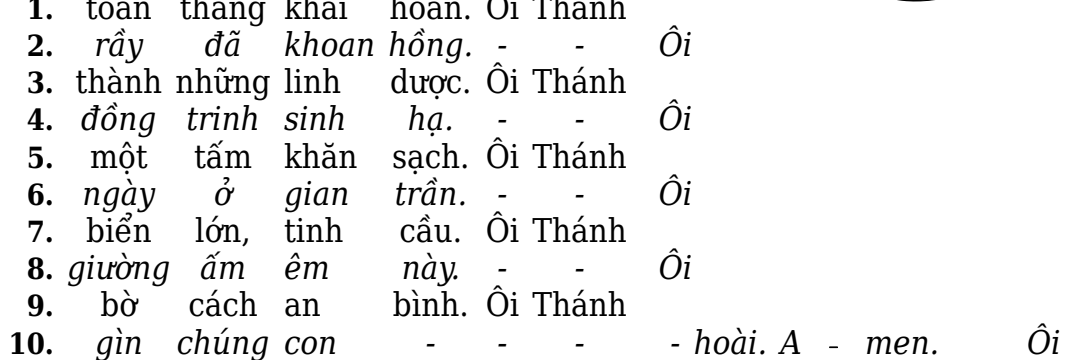 1. toàn thắng khải hoàn. Ôi Thánh
2. rầy đã khoan hồng. - - Ôi
3. thành những linh dược. Ôi Thánh
4. đồng trinh sinh hạ. - - Ôi
5. một tấm khăn sạch. Ôi Thánh
6. ngày ở gian trần. - - Ôi
7. biển lớn, tinh cầu. Ôi Thánh
8. giường ấm êm này. - - Ôi
9. bờ cách an bình. Ôi Thánh
10. gìn chúng con - - - - hoài. A - men. Ôi